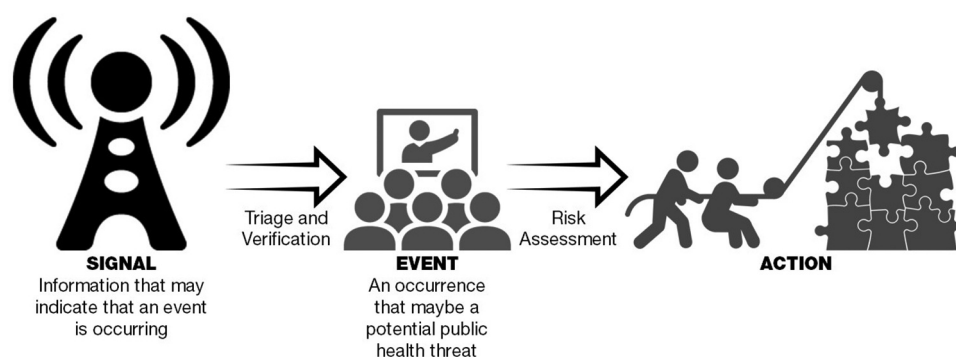 SIGNAL
Information that may
indicate that an event
is occurring
Triage and
Verification
EVENT
An occurrence
that maybe a
potential public
health threat
Risk
Assessment
ACTION